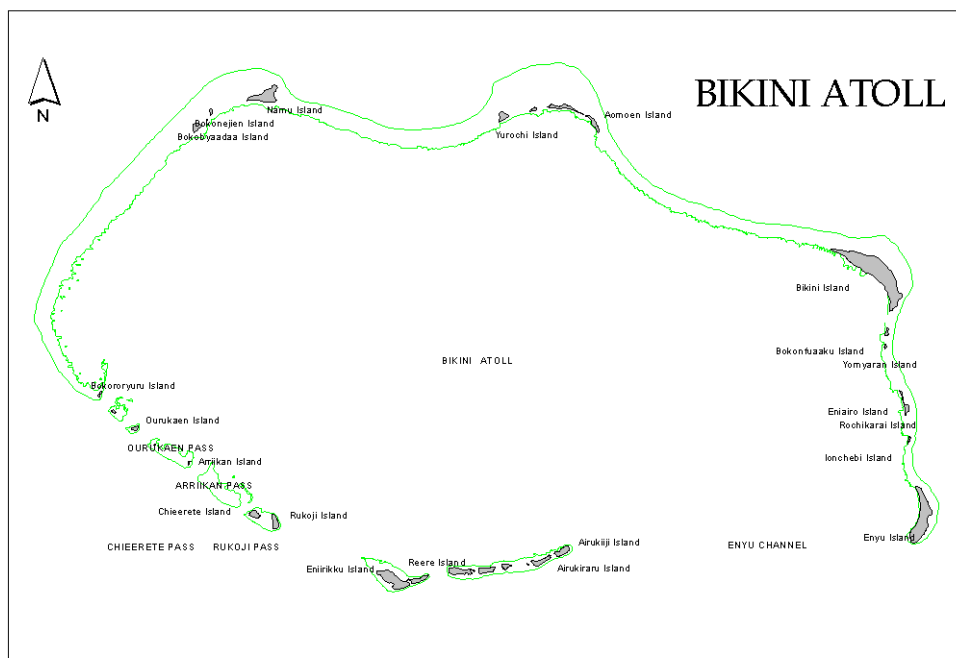 BIKINI ATOLL
N
Namu Island
Bokonejien Island
Bokobyaadaa Island
Yurochi Island
Aomoen Island
Bikini Island
Bokonfuaaku Island
BIKINI ATOLL
Yomyaran Island
Bokororyuru Island
Eniairo Island
Ourukaen Island
Rochikarai Island
OURUKAEN PASS
Arriikan Island
Ionchebi Island
ARRIIKAN PASS
Chieerete Island
Rukoji Island
Enyu Island
CHIEERETE PASS
RUKOJI PASS
Airukiiji Island
ENYU CHANNEL
Reere Island
Eniirikku Island
Airukiraru Island